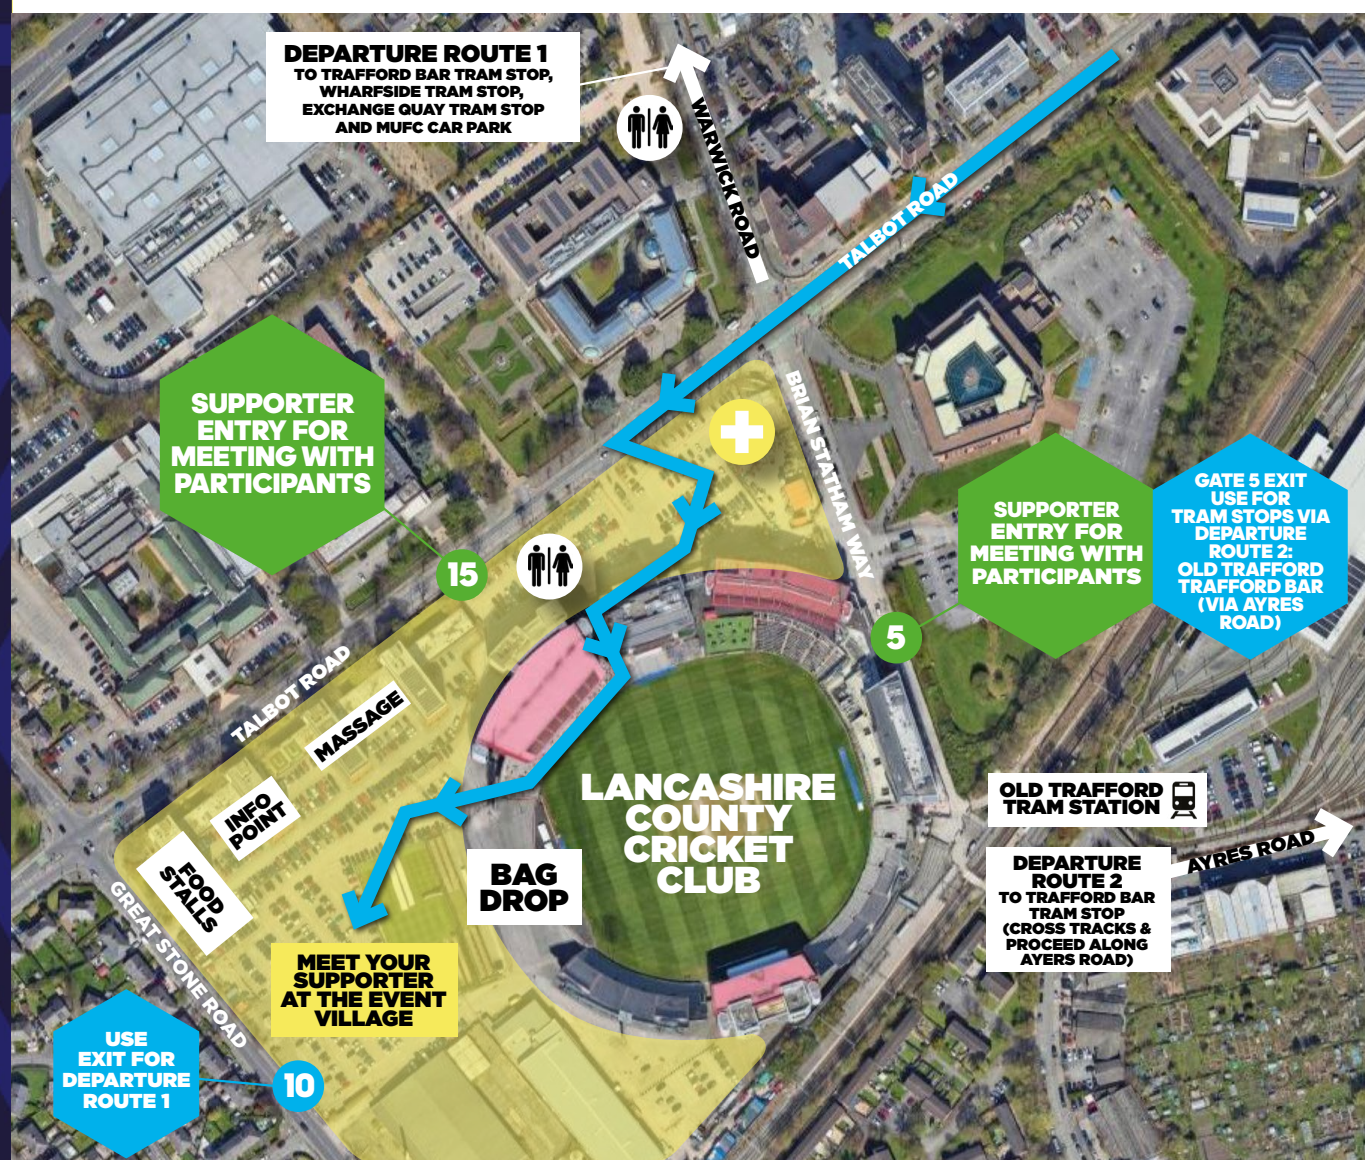 DEPARTURE ROUTE 1
TO TRAFFORD BAR TRAM STOP,
WHARFSIDE TRAM STOP,
EXCHANGE QUAY TRAM STOP
AND MUFC CAR PARK
WARWICK ROAD
TALBOT ROAD
SUPPORTER
ENTRY FOR
MEETING WITH
PARTICIPANTS
15
BRIAN STATHAM WAY
SUPPORTER
ENTRY FOR
MEETING WITH
PARTICIPANTS
5
GATE 5 EXIT
USE FOR
TRAM STOPS VIA
DEPARTURE
ROUTE 2:
OLD TRAFFORD
TRAFFORD BAR
(VIA AYRES
ROAD)
TALBOT ROAD
MASSAGE
INFO
POINT
FOOD
STALLS
GREAT STONE ROAD
LANCASHIRE
COUNTY
CRICKET
CLUB
BAG
DROP
OLD TRAFFORD
TRAM STATION
AYRES ROAD
DEPARTURE
ROUTE 2
TO TRAFFORD BAR
TRAM STOP
(CROSS TRACKS &
PROCEED ALONG
AYERS ROAD)
MEET YOUR
SUPPORTER
AT THE EVENT
VILLAGE
USE
EXIT FOR
DEPARTURE
ROUTE 1
10